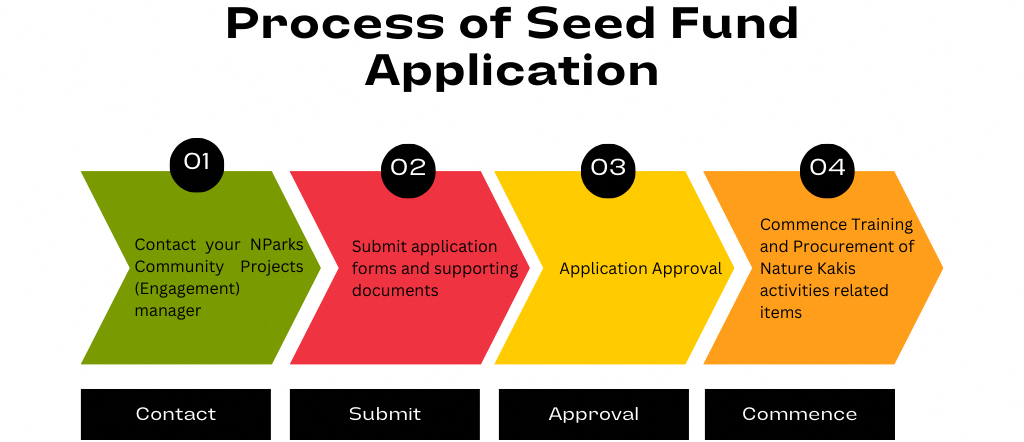 Process of Seed Fund
Application
01
Contact your NParks
Community Projects
(Engagement)
manager
02
Submit application
forms and supporting
documents
03
Application Approval
04
Commence Training
and Procurement of
Nature Kakis
activities related
items
Contact
Submit
Approval
Commence